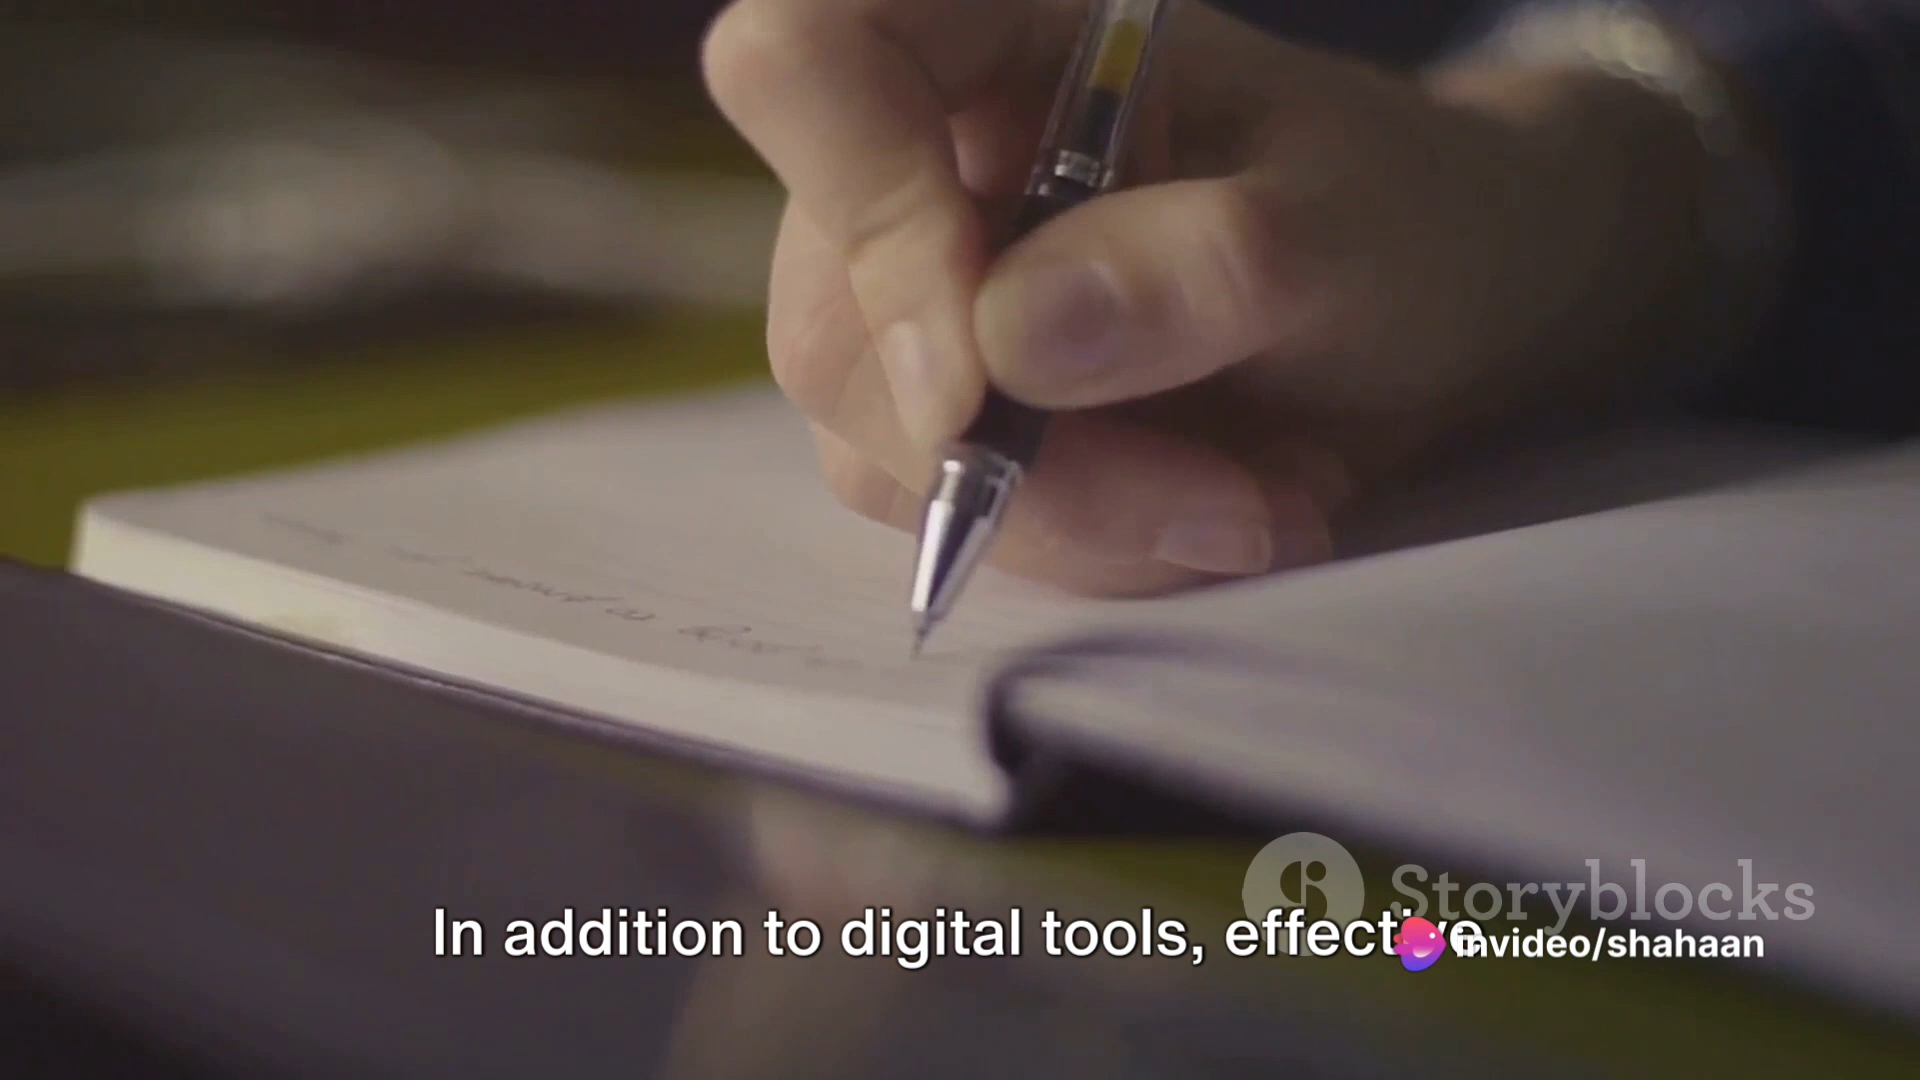 Storyblocks
In addition to digital tools, effective
invideo/shahaan